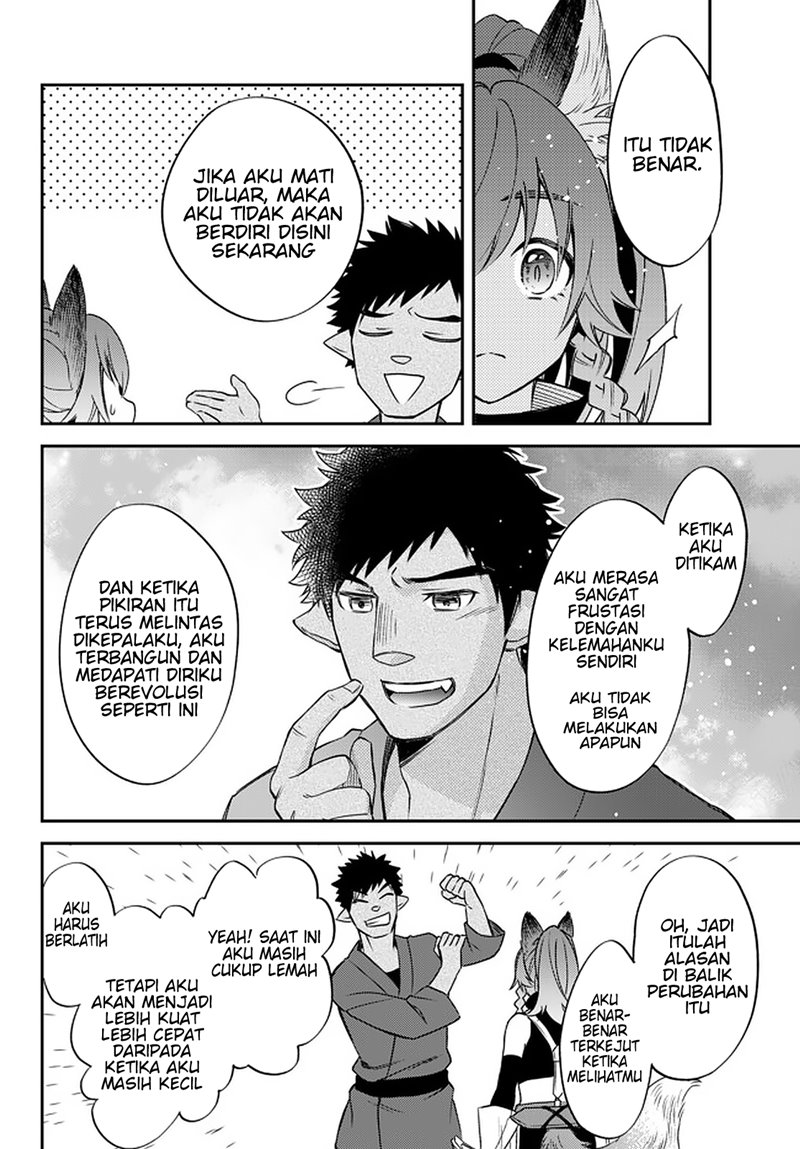 ITU TIDAK
BENAR.
JIKA AKU MATI
DILUAR, MAKA
AKU TIDAK AKAN
BERDIRI DISINI
SEKARANG
KETIKA
AKU
DITIKAM
AKU MERASA
SANGAT
FRUSTASI
DENGAN
KELEMAHANKU
SENDIRI
AKU TIDAK
BISA
MELAKUKAN
APAPUN
DAN KETIKA
PIKIRAN ITU
TERUS MELINTAS
DIKEPALAKU, AKU
TERBANGUN DAN
MEDAPATI DIRIKU
BEREVOLUSI
SEPERTI INI
OH, JADI
ITULAH
ALASAN
DI BALIK
PERUBAHAN
ITU
AKU
BENAR-
BENAR
TERKEJUT
KETIKA
MELIHATMU
YEAH! SAAT INI
AKU MASIH
CUKUP LEMAH
TETAPI AKU
AKAN MENJADI
LEBIH KUAT
LEBIH CEPAT
DARIPADA
KETIKA AKU
MASIH KECIL
AKU
HARUS
BERLATIH